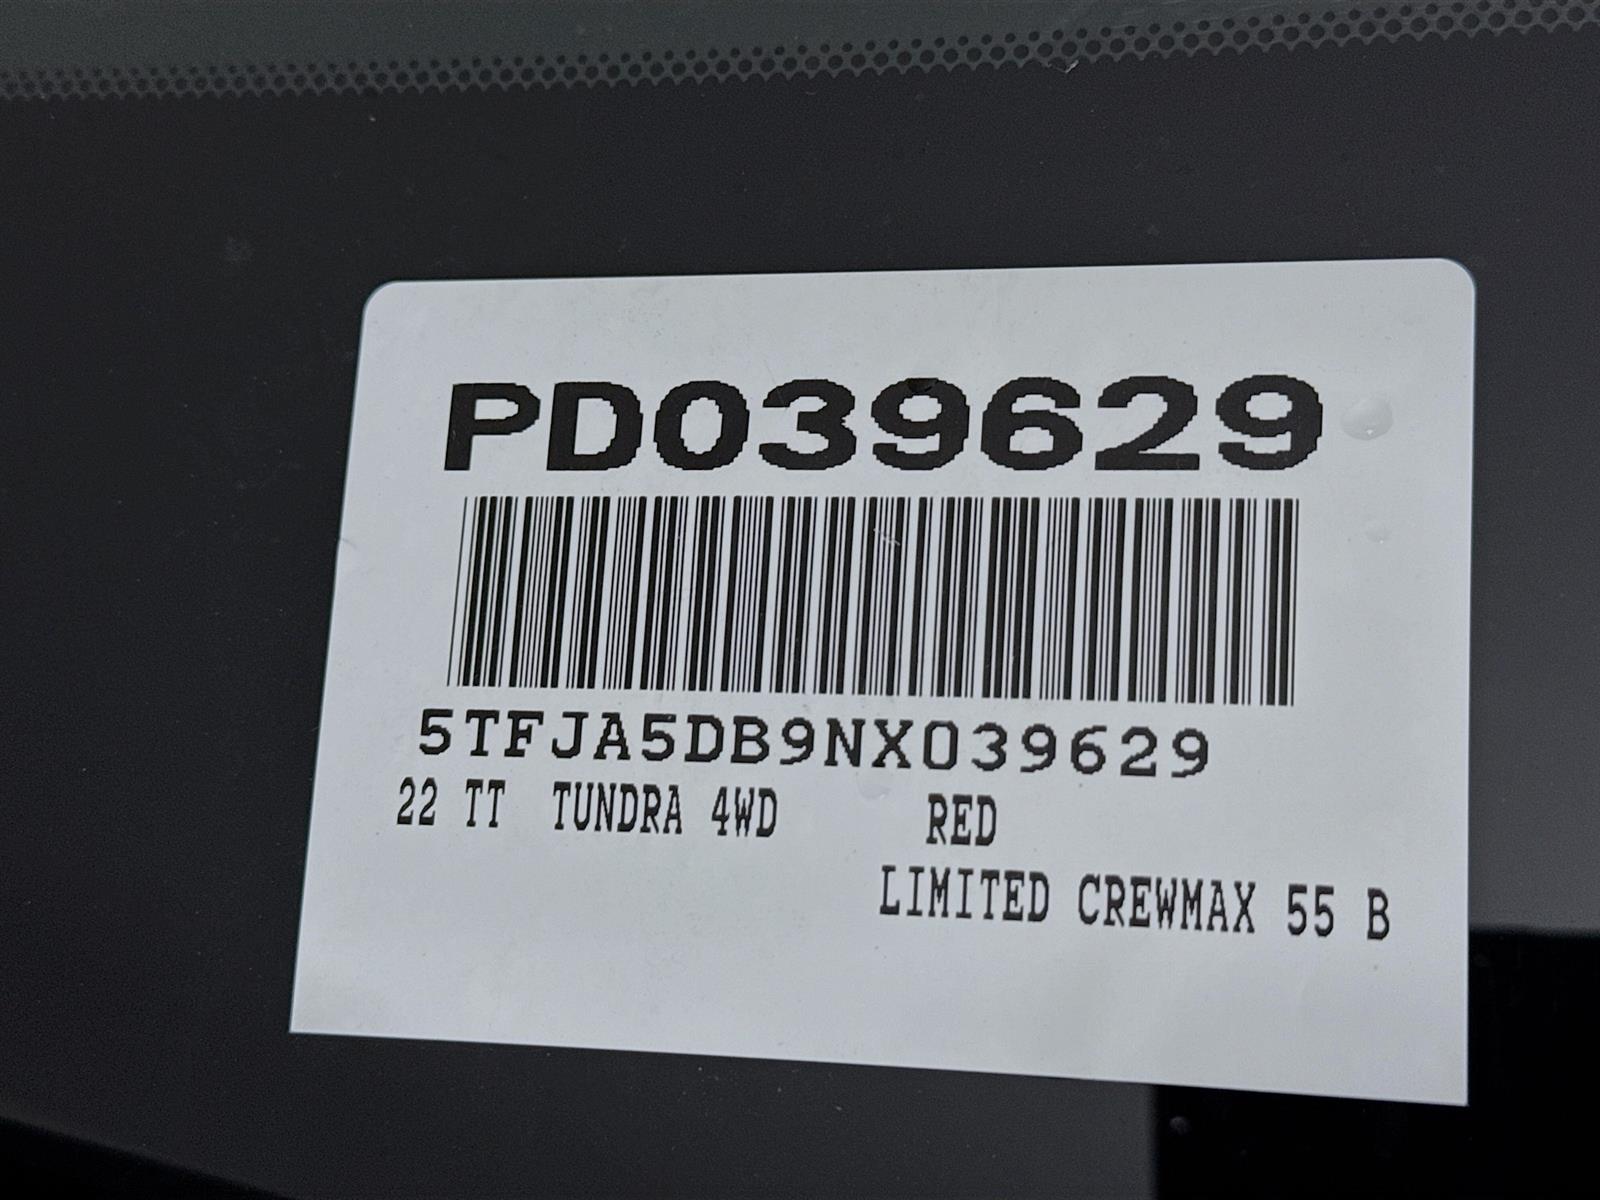 PD039629
5TFJA5DB9NX039629
22 TT TUNDRA 4WD RED
LIMITED CREWMAX 55 B